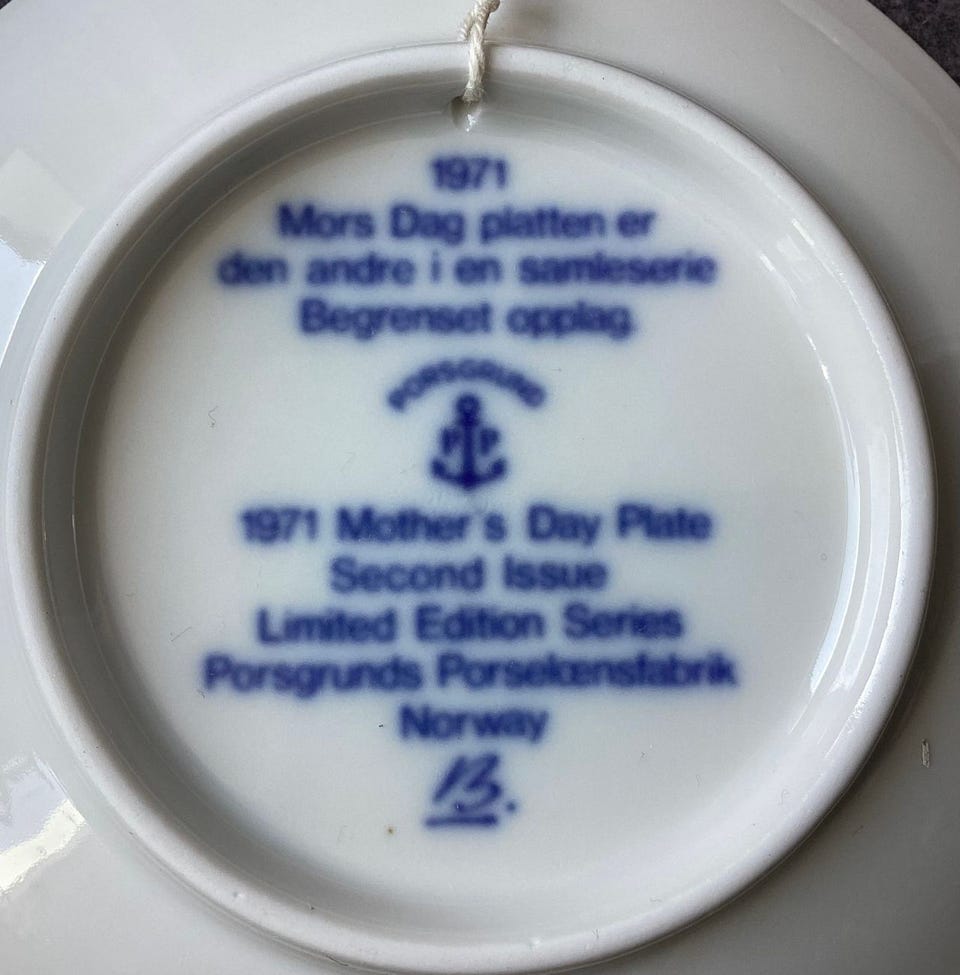 1971
Mors Dag platten er
den andre i en samleserie
Begrenset opplag.
PORSGRUND
P P
1971 Mother's Day Plate
Second Issue
Limited Edition Series
Porsgrunds Porselænsfabrik
Norway